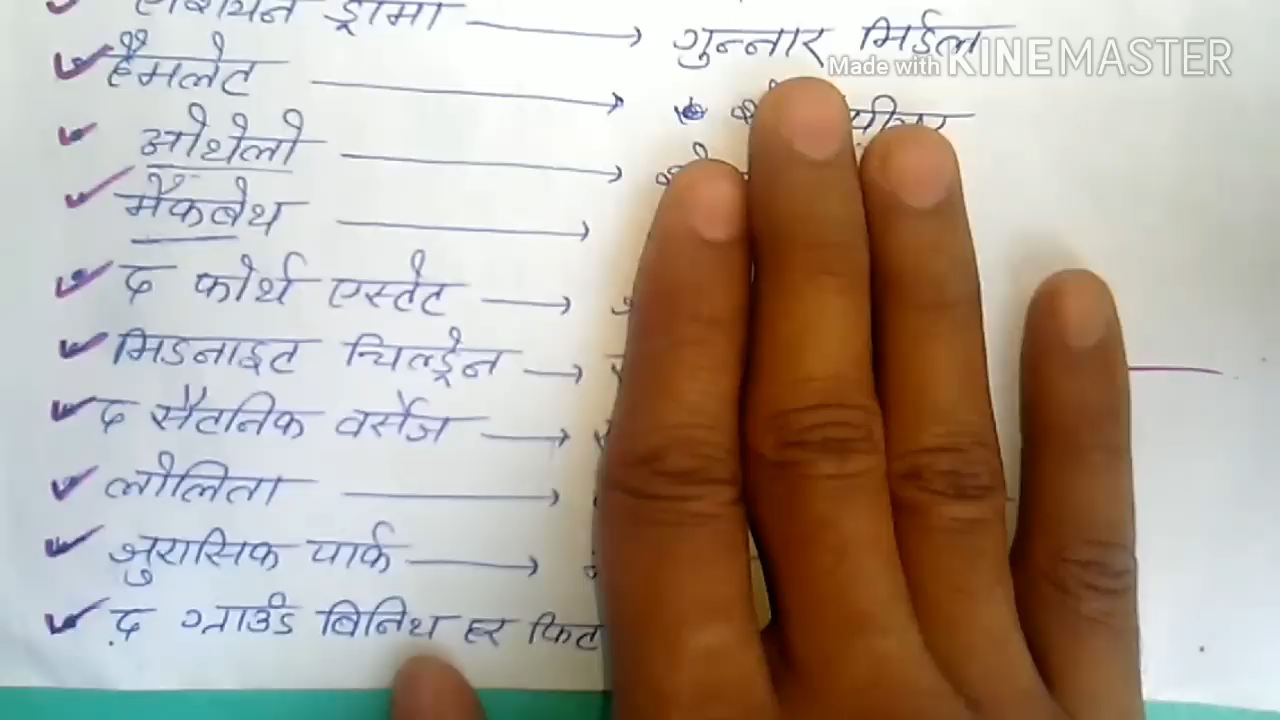 एशियन ड्रामा → गुन्नार मिर्डल
Made with KINEMASTER
हैमलेट →
ओथेलो →
मैकबेथ →
द फोर्थ एस्टेट →
मिडनाइट चिल्ड्रेन →
द सैटनिक वर्सेज →
लोलिता →
जुरासिक पार्क →
द ग्राउंड बिनिथ हर फिट